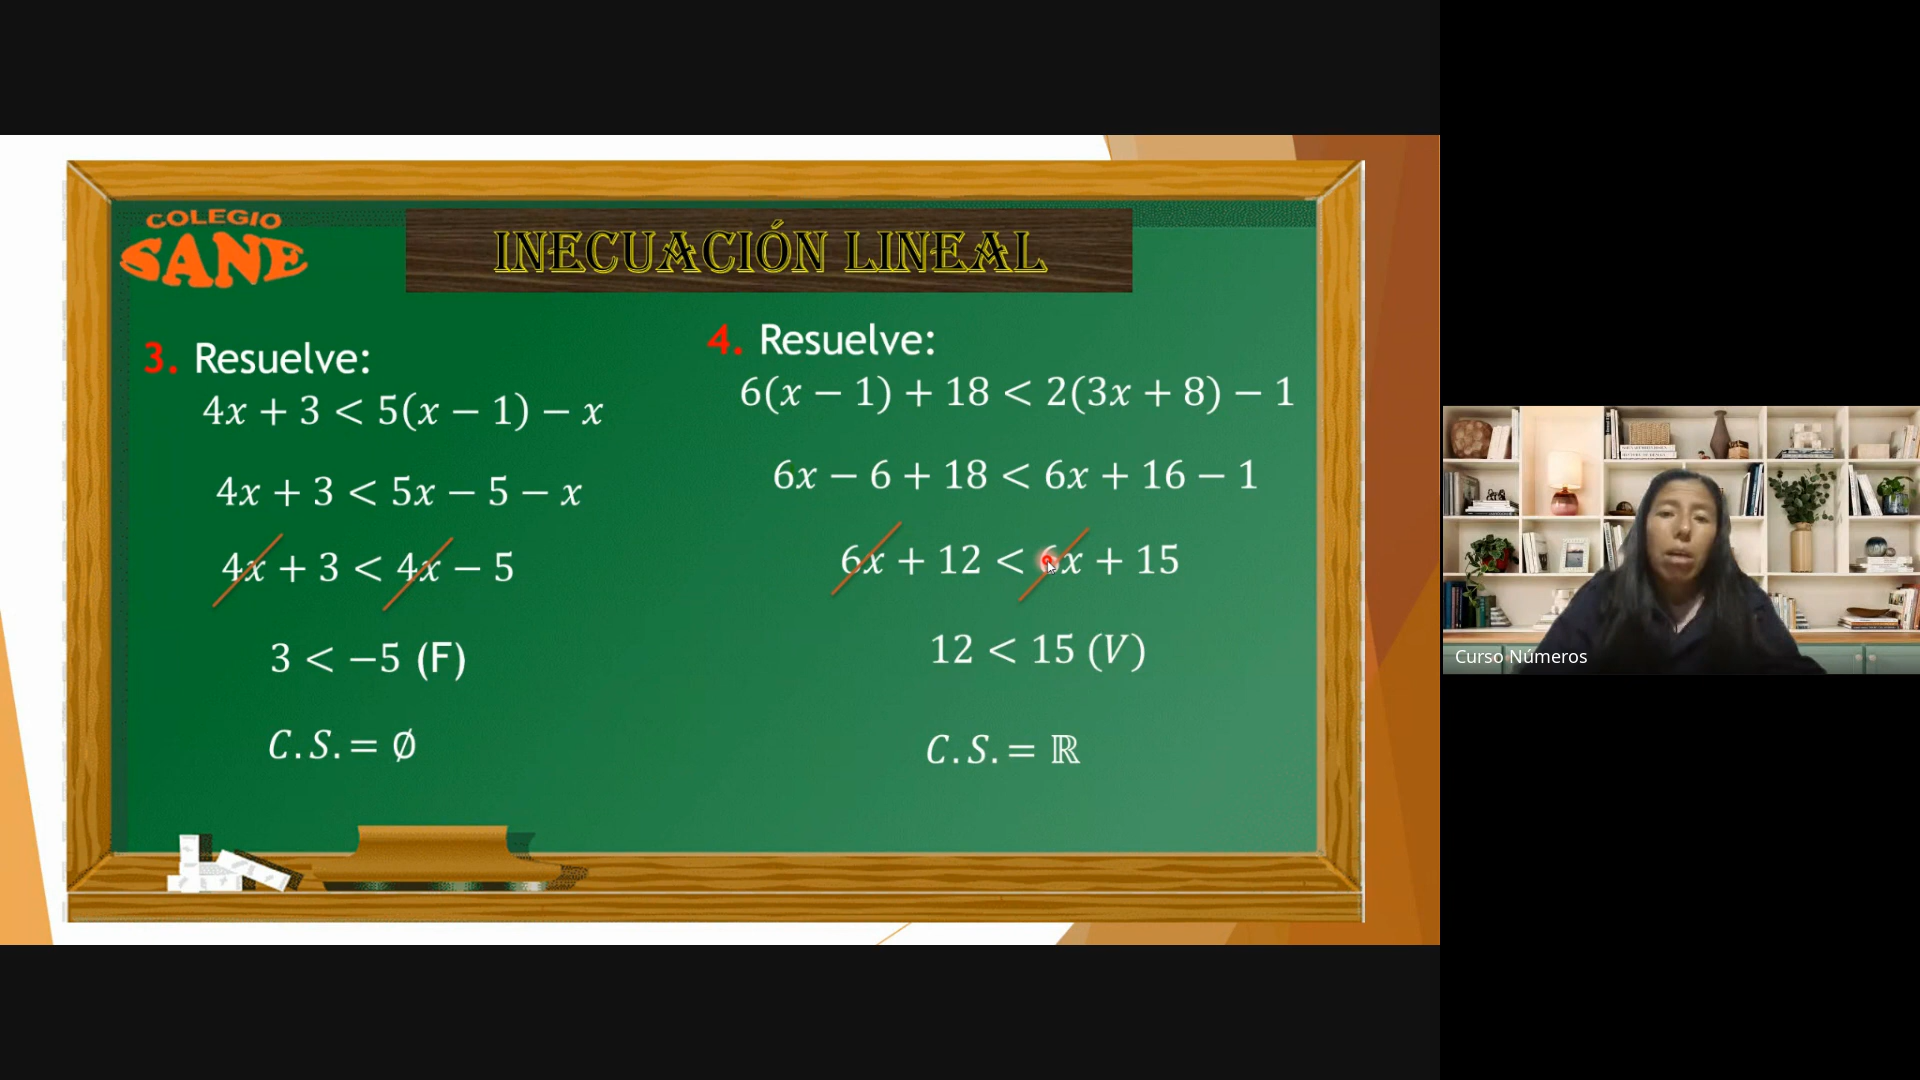 COLEGIO
SANE
INECUACIÓN LINEAL
3. Resuelve:
4x + 3 < 5(x − 1) − x
4x + 3 < 5x − 5 − x
4x + 3 < 4x − 5
3 < −5 (F)
C.S. = ∅
4. Resuelve:
6(x − 1) + 18 < 2(3x + 8) − 1
6x − 6 + 18 < 6x + 16 − 1
6x + 12 < 6x + 15
12 < 15 (V)
C.S. = ℝ
Curso Números